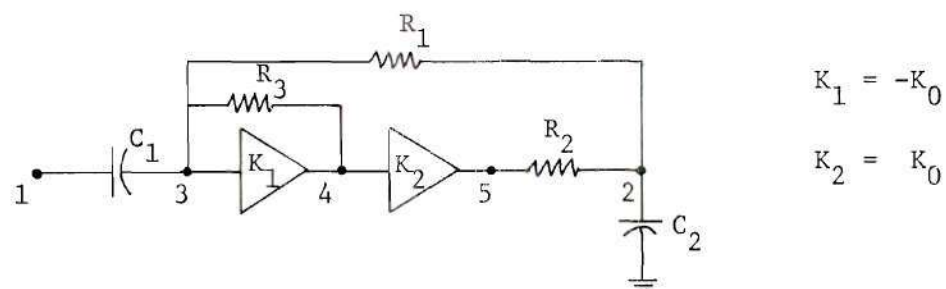 R₁
R₃
K₁ = -K₀
C₁
K₁
K₂
R₂
K₂ = K₀
1
3
4
5
2
C₂